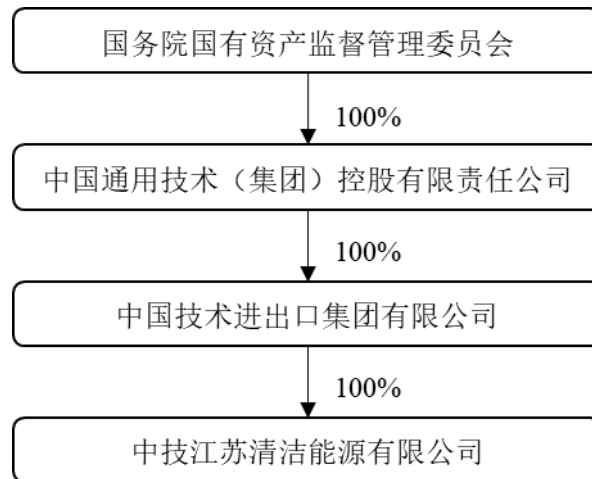 国务院国有资产监督管理委员会
100%
中国通用技术（集团）控股有限责任公司
100%
中国技术进出口集团有限公司
100%
中技江苏清洁能源有限公司